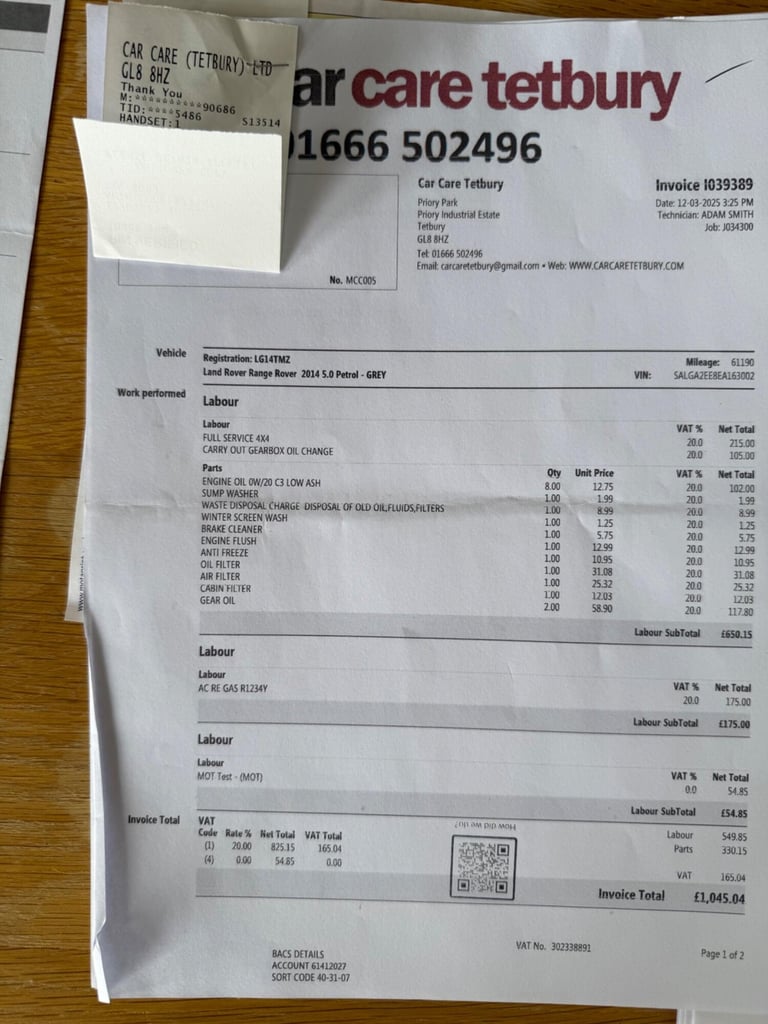 CAR CARE (TETBURY) LTD
GL8 8HZ
Thank You
M:**********90686
TID:****5486
HANDSET:1 S13514
car care tetbury
01666 502496
Car Care Tetbury
Priory Park
Priory Industrial Estate
Tetbury
GL8 8HZ
Tel: 01666 502496
Email: carcaretetbury@gmail.com • Web: WWW.CARCARETETBURY.COM
Invoice I039389
Date: 12-03-2025 3:25 PM
Technician: ADAM SMITH
Job: J034300
No. MCC005
Vehicle
Registration: LG14TMZ Mileage: 61190
Land Rover Range Rover 2014 5.0 Petrol - GREY VIN: SALGA2EE8EA163002
Work performed
Labour
Labour VAT % Net Total
FULL SERVICE 4X4 20.0 215.00
CARRY OUT GEARBOX OIL CHANGE 20.0 105.00
Parts Qty Unit Price VAT % Net Total
ENGINE OIL 0W/20 C3 LOW ASH 8.00 12.75 20.0 102.00
SUMP WASHER 1.00 1.99 20.0 1.99
WASTE DISPOSAL CHARGE DISPOSAL OF OLD OIL,FLUIDS,FILTERS 1.00 8.99 20.0 8.99
WINTER SCREEN WASH 1.00 1.25 20.0 1.25
BRAKE CLEANER 1.00 5.75 20.0 5.75
ENGINE FLUSH 1.00 12.99 20.0 12.99
ANTI FREEZE 1.00 10.95 20.0 10.95
OIL FILTER 1.00 31.08 20.0 31.08
AIR FILTER 1.00 25.32 20.0 25.32
CABIN FILTER 1.00 12.03 20.0 12.03
GEAR OIL 2.00 58.90 20.0 117.80
Labour SubTotal £650.15
Labour
Labour VAT % Net Total
AC RE GAS R1234Y 20.0 175.00
Labour SubTotal £175.00
Labour
Labour VAT % Net Total
MOT Test - (MOT) 0.0 54.85
Labour SubTotal £54.85
Invoice Total
VAT
Code Rate % Net Total VAT Total
(1) 20.00 825.15 165.04
(4) 0.00 54.85 0.00
How did we do?
Labour 549.85
Parts 330.15
VAT 165.04
Invoice Total £1,045.04
BACS DETAILS
ACCOUNT 61412027
SORT CODE 40-31-07
VAT No. 302338891
Page 1 of 2